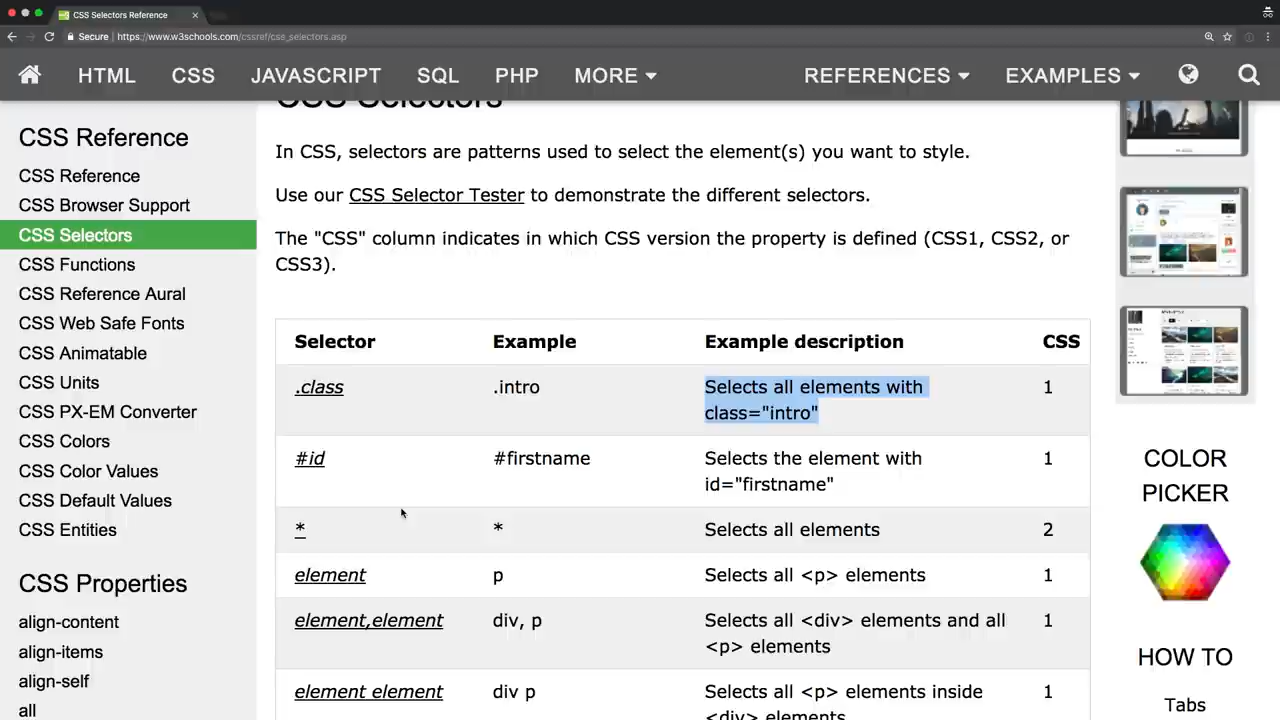 CSS Selectors Reference
Secure
https://www.w3schools.com/cssref/css_selectors.asp
HTML
CSS
JAVASCRIPT
SQL
PHP
MORE
REFERENCES
EXAMPLES
CSS Reference
CSS Reference
CSS Browser Support
CSS Selectors
CSS Functions
CSS Reference Aural
CSS Web Safe Fonts
CSS Animatable
CSS Units
CSS PX-EM Converter
CSS Colors
CSS Color Values
CSS Default Values
CSS Entities
CSS Properties
align-content
align-items
align-self
all
CSS Selectors
In CSS, selectors are patterns used to select the element(s) you want to style.
Use our CSS Selector Tester to demonstrate the different selectors.
The "CSS" column indicates in which CSS version the property is defined (CSS1, CSS2, or
CSS3).
Selector Example Example description CSS
.class .intro Selects all elements with 1
class="intro"
#id #firstname Selects the element with 1
id="firstname"
* * Selects all elements 2
element p Selects all <p> elements 1
element,element div, p Selects all <div> elements and all 1
<p> elements
element element div p Selects all <p> elements inside 1
<div> elements
COLOR
PICKER
HOW TO
Tabs